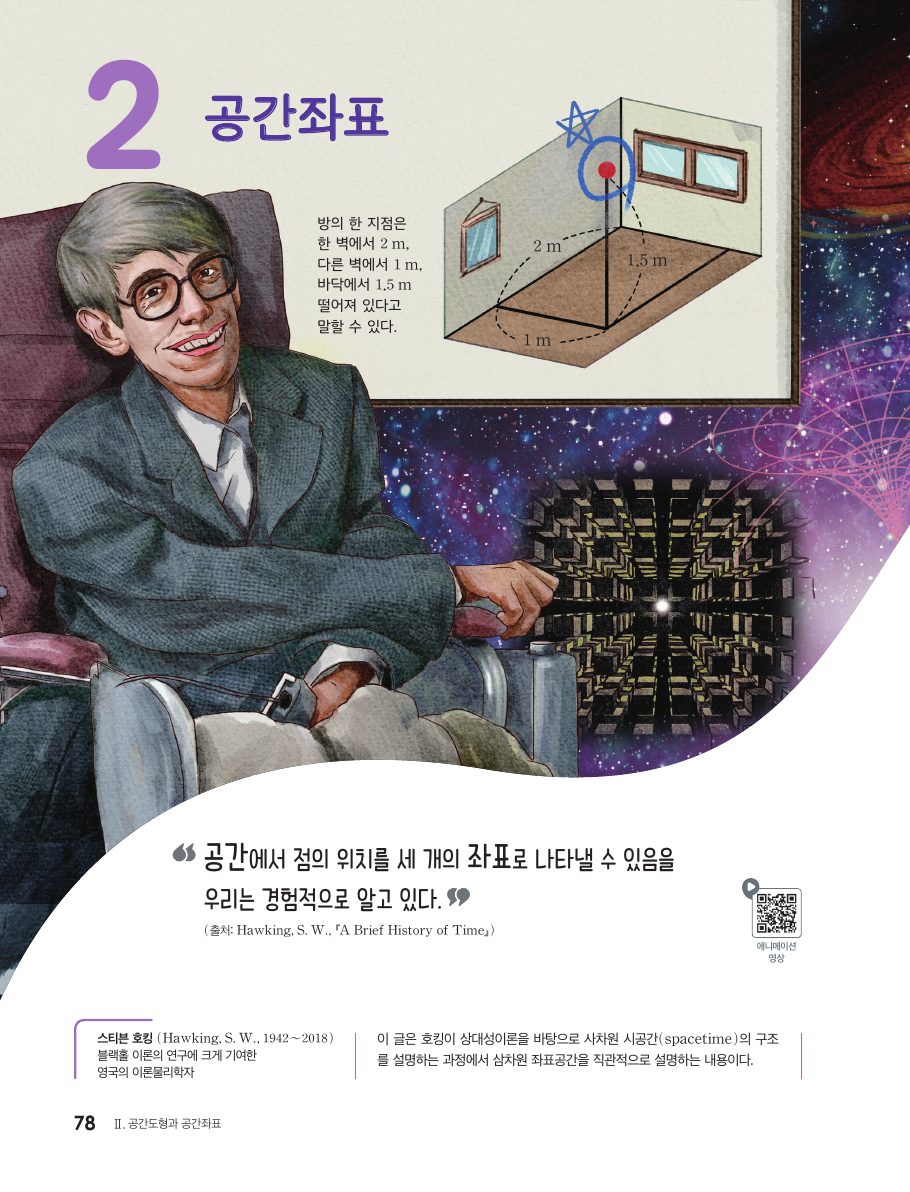 2 공간좌표
방의 한 지점은
한 벽에서 2 m,
다른 벽에서 1 m,
바닥에서 1.5 m
떨어져 있다고
말할 수 있다.
2 m
1.5 m
1 m
“공간에서 점의 위치를 세 개의 좌표로 나타낼 수 있음을
우리는 경험적으로 알고 있다.”
(출처: Hawking, S. W., 『A Brief History of Time』)
애니메이션
영상
스티븐 호킹 (Hawking, S. W., 1942~2018)
블랙홀 이론의 연구에 크게 기여한
영국의 이론물리학자
이 글은 호킹이 상대성이론을 바탕으로 사차원 시공간(spacetime)의 구조
를 설명하는 과정에서 삼차원 좌표공간을 직관적으로 설명하는 내용이다.
78 Ⅱ. 공간도형과 공간좌표